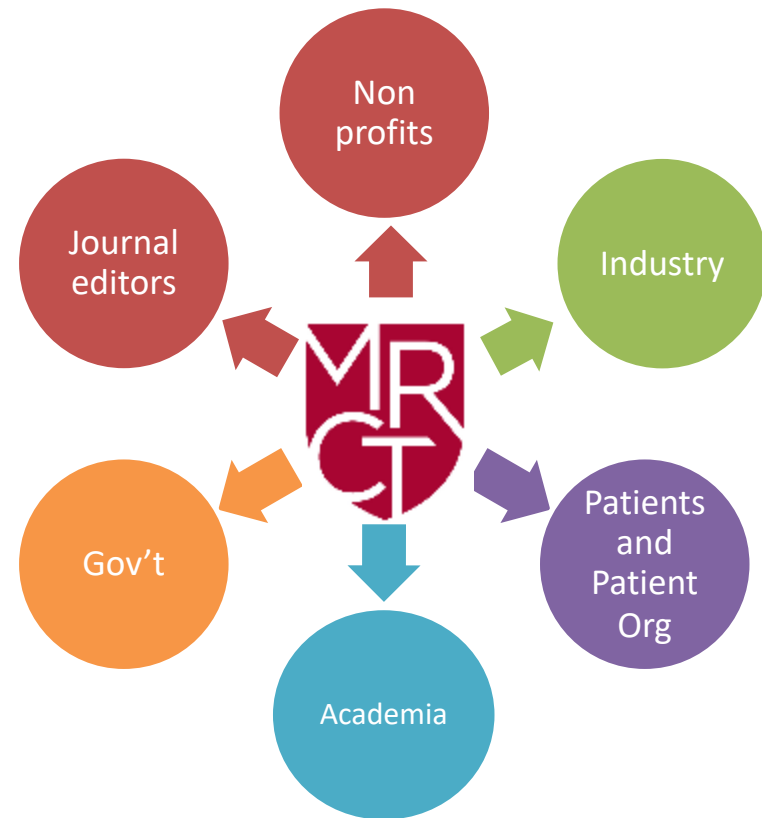 Non
profits
Journal
editors
Industry
MR
CT
Gov’t
Patients
and
Patient
Org
Academia